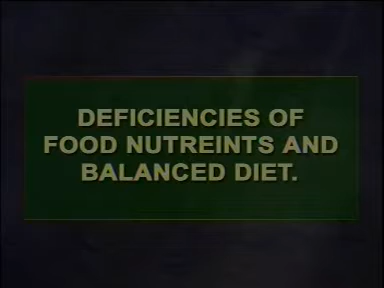 DEFICIENCIES OF
FOOD NUTREINTS AND
BALANCED DIET.